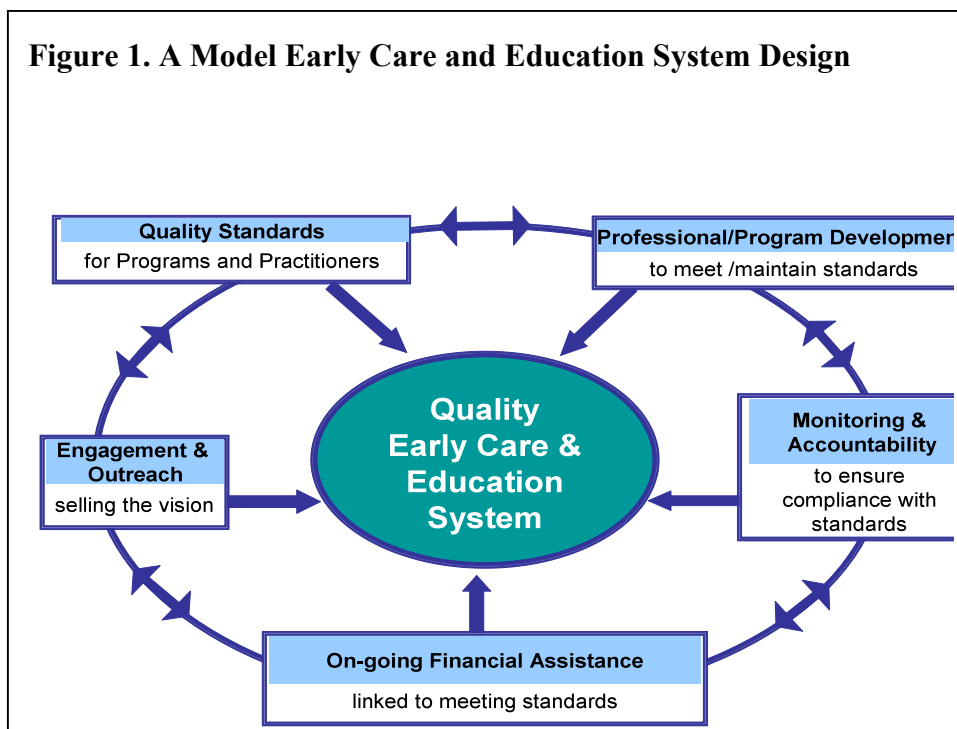 Figure 1. A Model Early Care and Education System Design
Quality Standards
for Programs and Practitioners
Professional/Program Developmen
to meet /maintain standards
Engagement &
Outreach
selling the vision
Quality
Early Care &
Education
System
Monitoring &
Accountability
to ensure
compliance with
standards
On-going Financial Assistance
linked to meeting standards